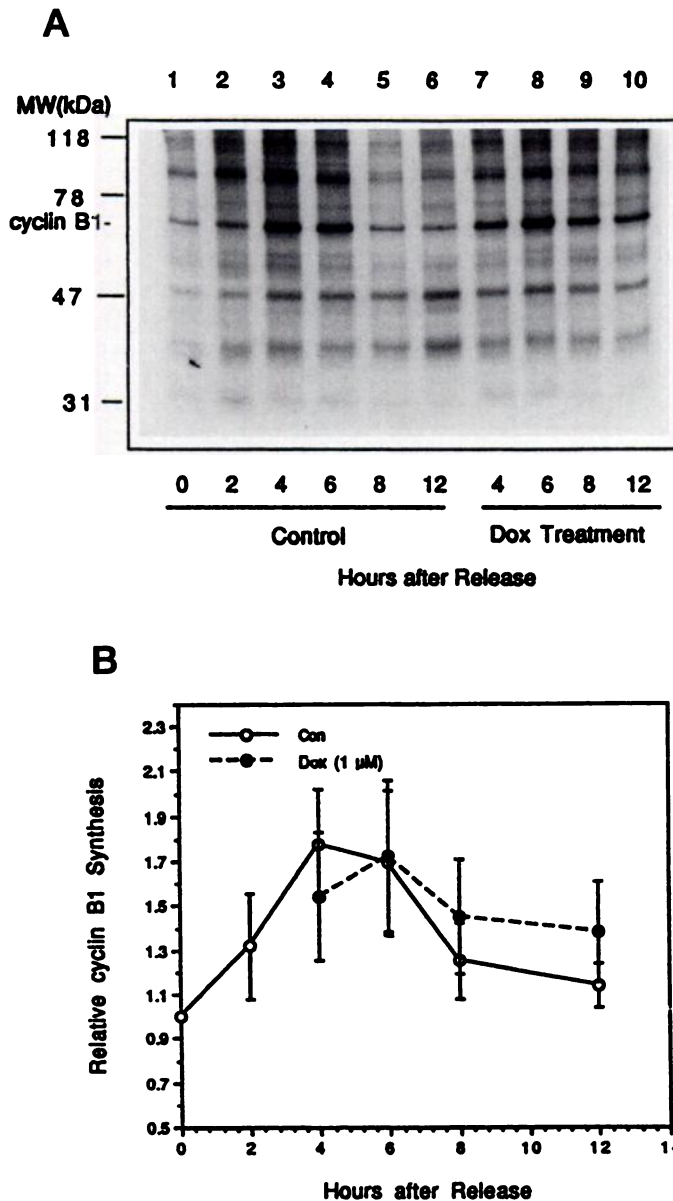 A
1 2 3 4 5 6 7 8 9 10
MW(kDa)
118
78
cyclin B1-
47
31
0 2 4 6 8 12 4 6 8 12
Control Dox Treatment
Hours after Release
B
Con
Dox (1 µM)
2.3
2.1
1.9
1.7
1.5
1.3
1.1
0.9
0.7
0.5
Relative cyclin B1 Synthesis
0 2 4 6 8 10 12 1
Hours after Release